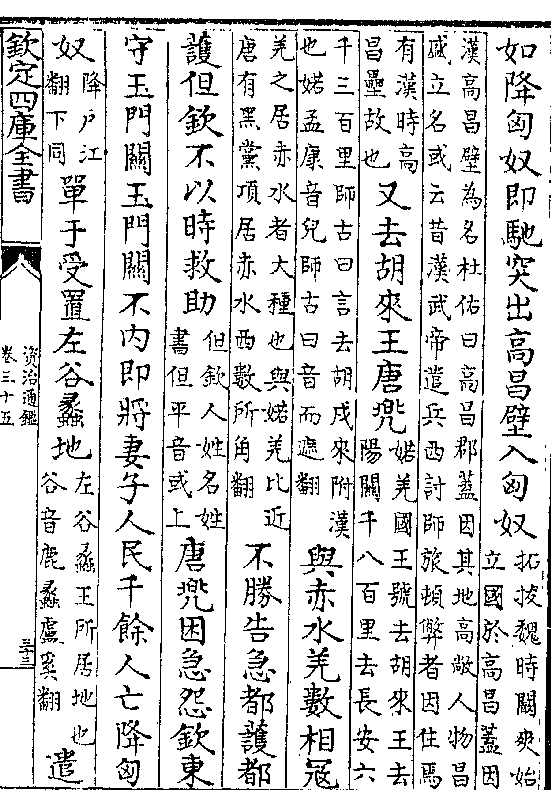 如降匈奴即馳突出高昌壁入匈奴拓拔魏時闞爽始立國於高昌蓋因
漢高昌壁為名杜佑曰高昌郡蓋因其地高敞人物昌盛立名或云昔漢武帝遣兵西討師旅頓弊者因住焉
有漢時高昌壘故也又去胡來王唐兜婼羌國王號去胡來王去陽關千八百里去長安六
千三百里師古曰言去胡戎來附漢也婼孟康音兒師古曰音而遮翻與赤水羌數相寇
羌之居赤水者大種也與婼羌比近唐有黑黨項居赤水西數所角翻不勝告急都護都
護但欽不以時救助但欽人姓名姓書但平音或上唐兜困急怨欽東
守玉門關玉門關不內即將妻子人民千餘人亡降匈
奴降户江翻下同單于受置左谷蠡地左谷蠡王所居地也谷音鹿蠡盧奚翻遣
欽定四庫全書
資治通鑑
卷三十五
三十三